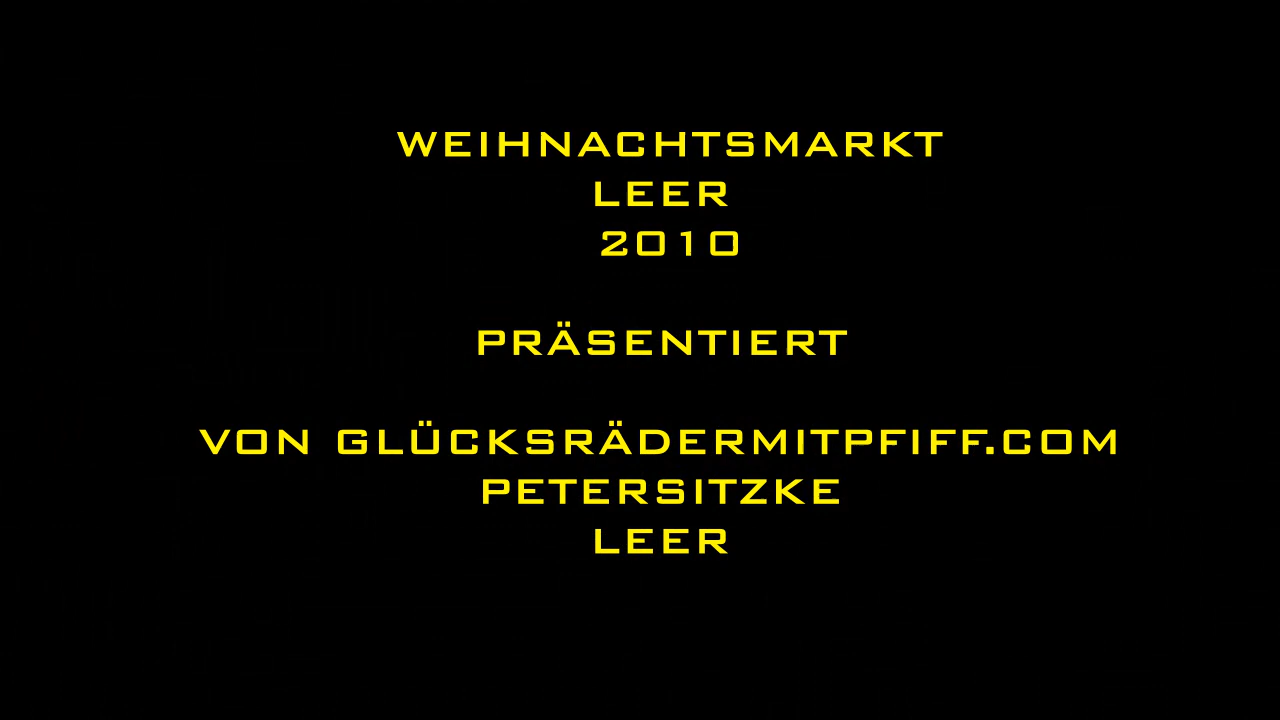 WEIHNACHTSMARKT
LEER
2010
PRÄSENTIERT
VON GLÜCKSRÄDERMITPFIFF.COM
PETERSITZKE
LEER